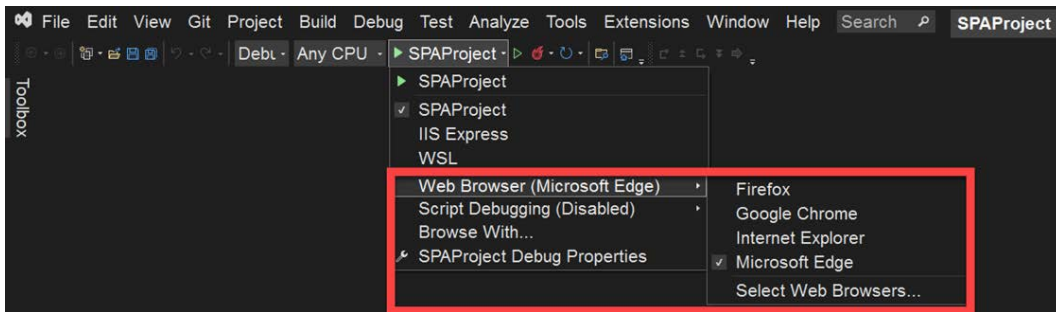 File Edit View Git Project Build Debug Test Analyze Tools Extensions Window Help Search SPAProject
Debu Any CPU SPAProject
Toolbox
SPAProject
SPAProject
IIS Express
WSL
Web Browser (Microsoft Edge)
Script Debugging (Disabled)
Browse With...
SPAProject Debug Properties
Firefox
Google Chrome
Internet Explorer
Microsoft Edge
Select Web Browsers...